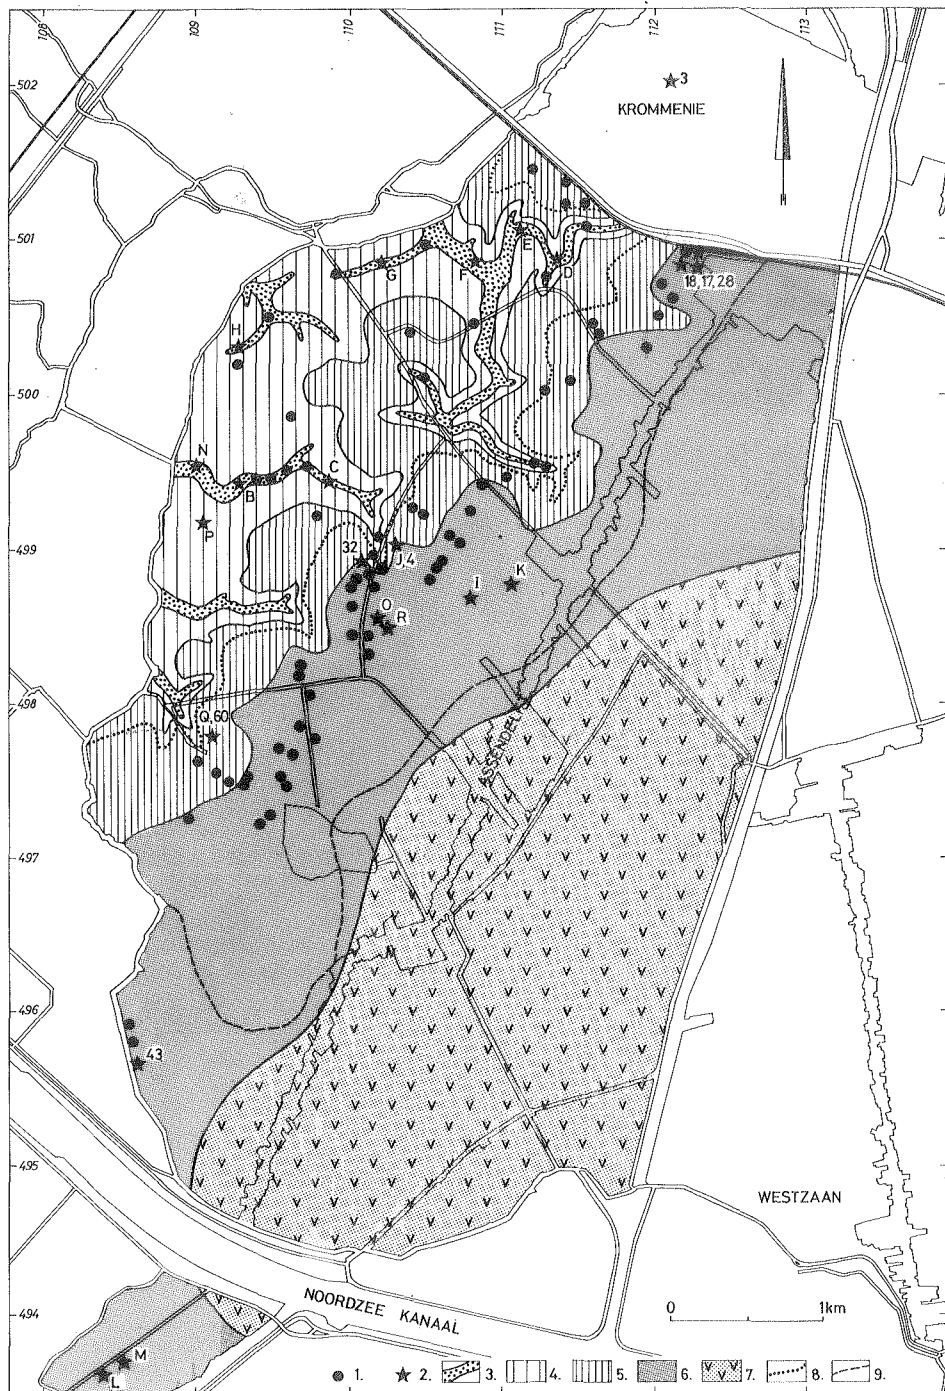 108 109 110 111 112 113
502
3
KROMMENIE
501
E
G F D
18,17,28
H
500
N
C
B
P
499
32 J,4
K
I
O
R
498
Q,60
ASSENDELFT
497
496
43
495
WESTZAAN
494
NOORDZEE KANAAL
0 1km
M
L
1. 2. 3. 4. 5. 6. 7. 8. 9.